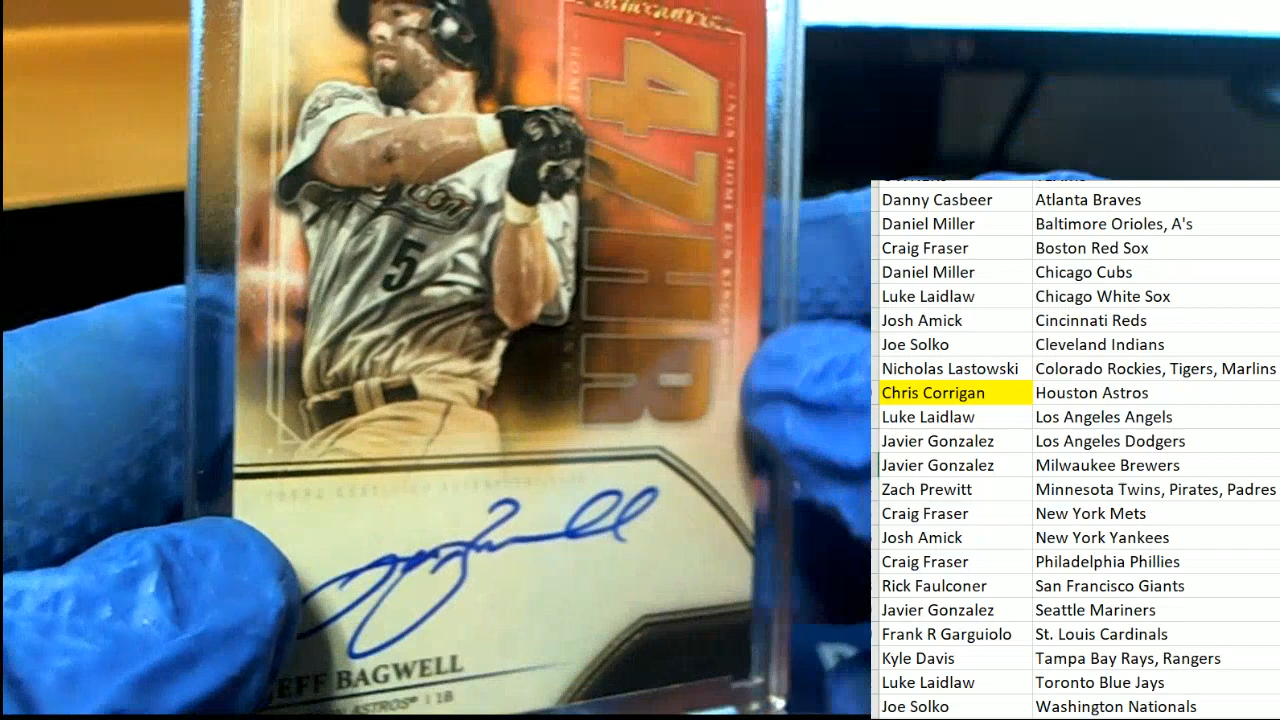 47HR
5
JEFF BAGWELL
ASTROS® | 1B
Danny Casbeer Atlanta Braves
Daniel Miller Baltimore Orioles, A's
Craig Fraser Boston Red Sox
Daniel Miller Chicago Cubs
Luke Laidlaw Chicago White Sox
Josh Amick Cincinnati Reds
Joe Solko Cleveland Indians
Nicholas Lastowski Colorado Rockies, Tigers, Marlins
Chris Corrigan Houston Astros
Luke Laidlaw Los Angeles Angels
Javier Gonzalez Los Angeles Dodgers
Javier Gonzalez Milwaukee Brewers
Zach Prewitt Minnesota Twins, Pirates, Padres
Craig Fraser New York Mets
Josh Amick New York Yankees
Craig Fraser Philadelphia Phillies
Rick Faulconer San Francisco Giants
Javier Gonzalez Seattle Mariners
Frank R Garguiolo St. Louis Cardinals
Kyle Davis Tampa Bay Rays, Rangers
Luke Laidlaw Toronto Blue Jays
Joe Solko Washington Nationals